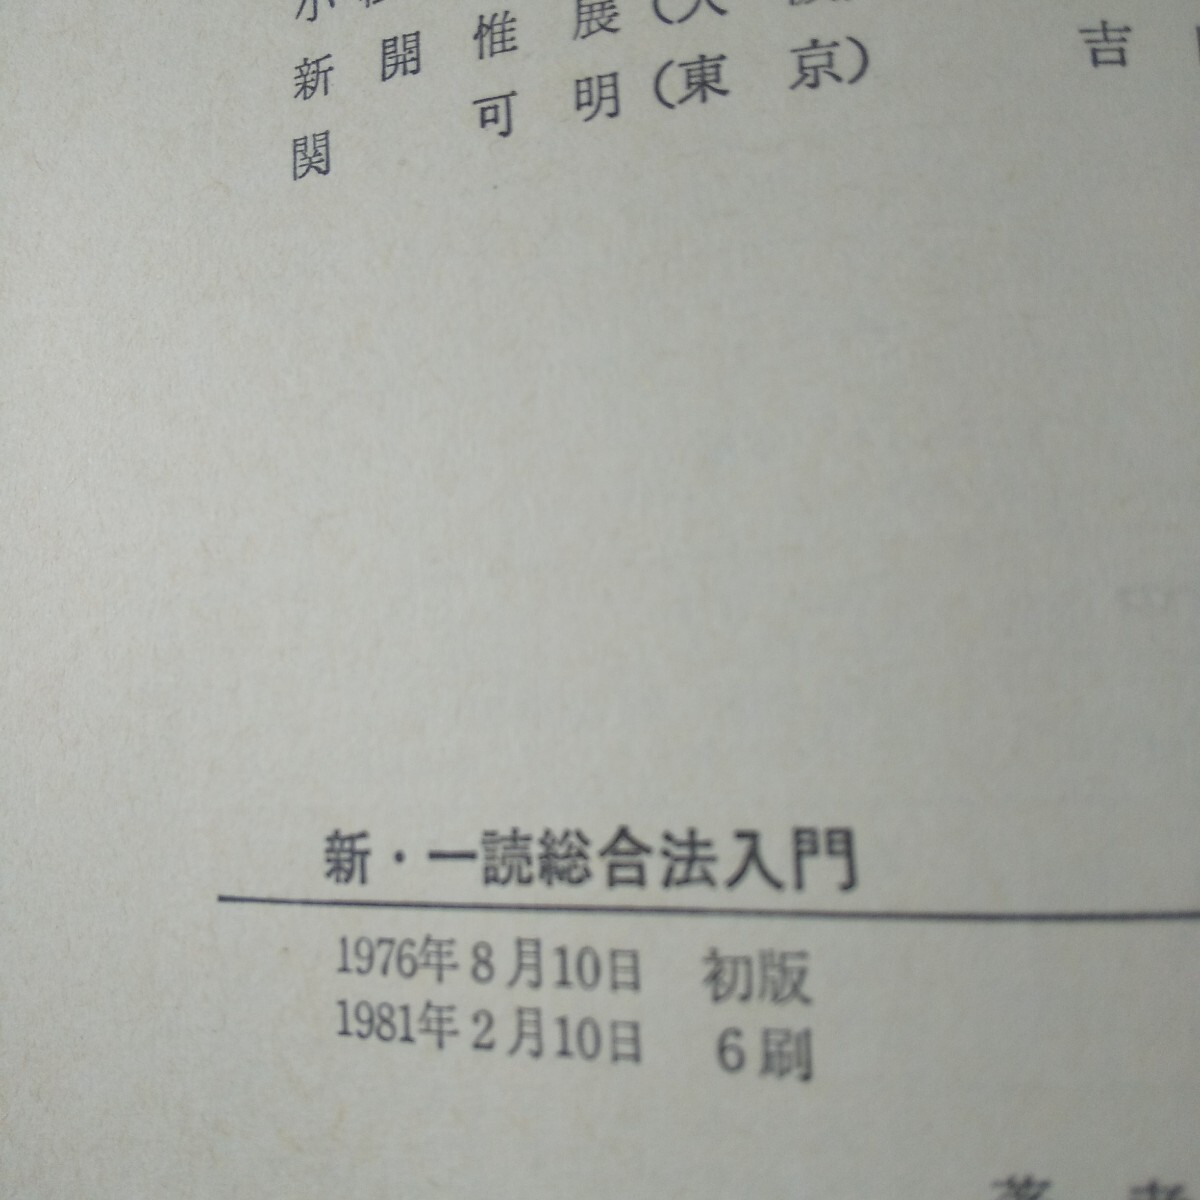 新開惟展
関可明（東京）
吉
新・一読総合法入門
1976年8月10日 初版
1981年2月10日 6刷